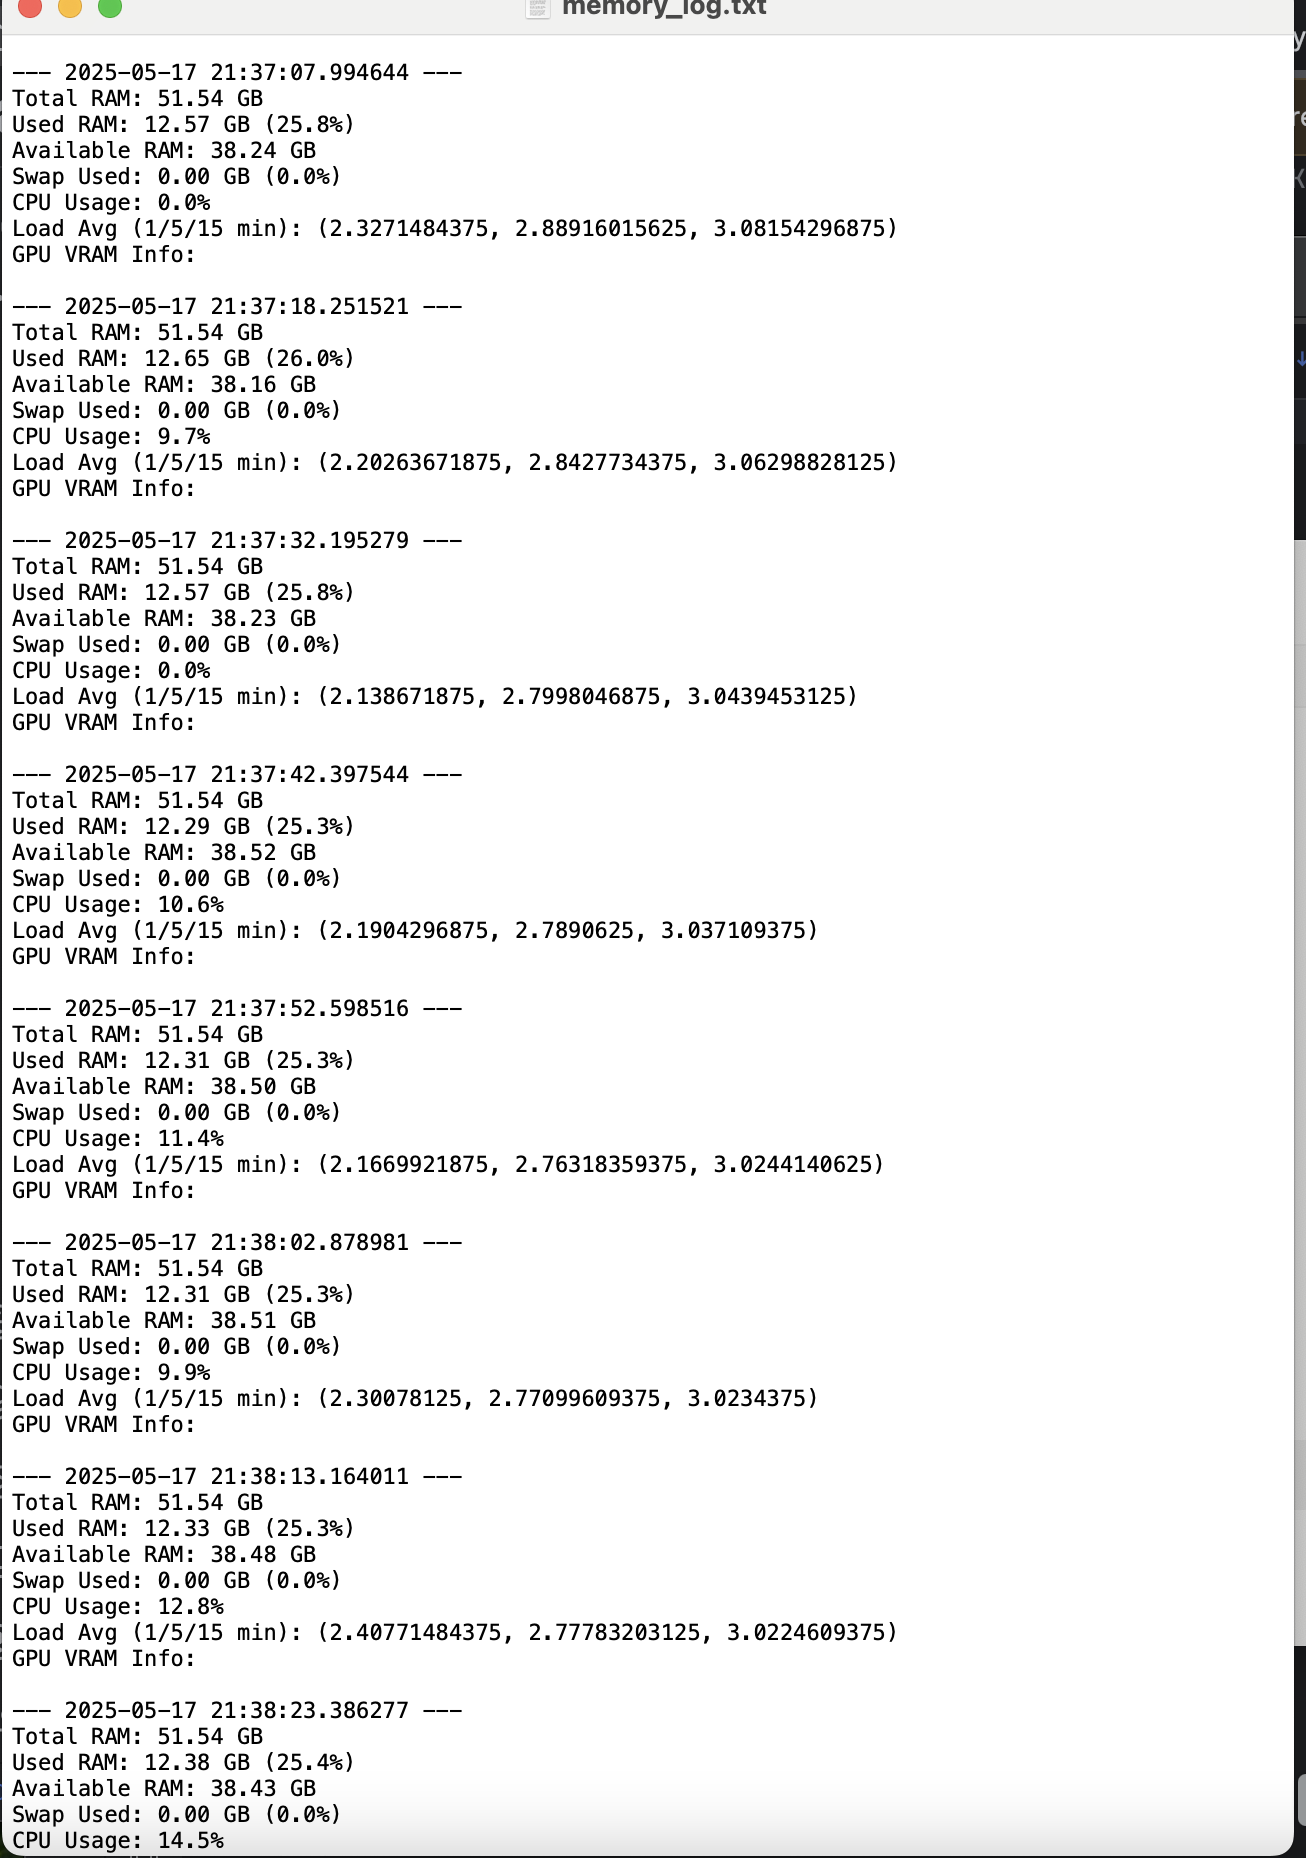 memory_log.txt
--- 2025-05-17 21:37:07.994644 ---
Total RAM: 51.54 GB
Used RAM: 12.57 GB (25.8%)
Available RAM: 38.24 GB
Swap Used: 0.00 GB (0.0%)
CPU Usage: 0.0%
Load Avg (1/5/15 min): (2.3271484375, 2.88916015625, 3.08154296875)
GPU VRAM Info:
--- 2025-05-17 21:37:18.251521 ---
Total RAM: 51.54 GB
Used RAM: 12.65 GB (26.0%)
Available RAM: 38.16 GB
Swap Used: 0.00 GB (0.0%)
CPU Usage: 9.7%
Load Avg (1/5/15 min): (2.20263671875, 2.8427734375, 3.06298828125)
GPU VRAM Info:
--- 2025-05-17 21:37:32.195279 ---
Total RAM: 51.54 GB
Used RAM: 12.57 GB (25.8%)
Available RAM: 38.23 GB
Swap Used: 0.00 GB (0.0%)
CPU Usage: 0.0%
Load Avg (1/5/15 min): (2.138671875, 2.7998046875, 3.0439453125)
GPU VRAM Info:
--- 2025-05-17 21:37:42.397544 ---
Total RAM: 51.54 GB
Used RAM: 12.29 GB (25.3%)
Available RAM: 38.52 GB
Swap Used: 0.00 GB (0.0%)
CPU Usage: 10.6%
Load Avg (1/5/15 min): (2.1904296875, 2.7890625, 3.037109375)
GPU VRAM Info:
--- 2025-05-17 21:37:52.598516 ---
Total RAM: 51.54 GB
Used RAM: 12.31 GB (25.3%)
Available RAM: 38.50 GB
Swap Used: 0.00 GB (0.0%)
CPU Usage: 11.4%
Load Avg (1/5/15 min): (2.1669921875, 2.76318359375, 3.0244140625)
GPU VRAM Info:
--- 2025-05-17 21:38:02.878981 ---
Total RAM: 51.54 GB
Used RAM: 12.31 GB (25.3%)
Available RAM: 38.51 GB
Swap Used: 0.00 GB (0.0%)
CPU Usage: 9.9%
Load Avg (1/5/15 min): (2.30078125, 2.77099609375, 3.0234375)
GPU VRAM Info:
--- 2025-05-17 21:38:13.164011 ---
Total RAM: 51.54 GB
Used RAM: 12.33 GB (25.3%)
Available RAM: 38.48 GB
Swap Used: 0.00 GB (0.0%)
CPU Usage: 12.8%
Load Avg (1/5/15 min): (2.40771484375, 2.77783203125, 3.0224609375)
GPU VRAM Info:
--- 2025-05-17 21:38:23.386277 ---
Total RAM: 51.54 GB
Used RAM: 12.38 GB (25.4%)
Available RAM: 38.43 GB
Swap Used: 0.00 GB (0.0%)
CPU Usage: 14.5%